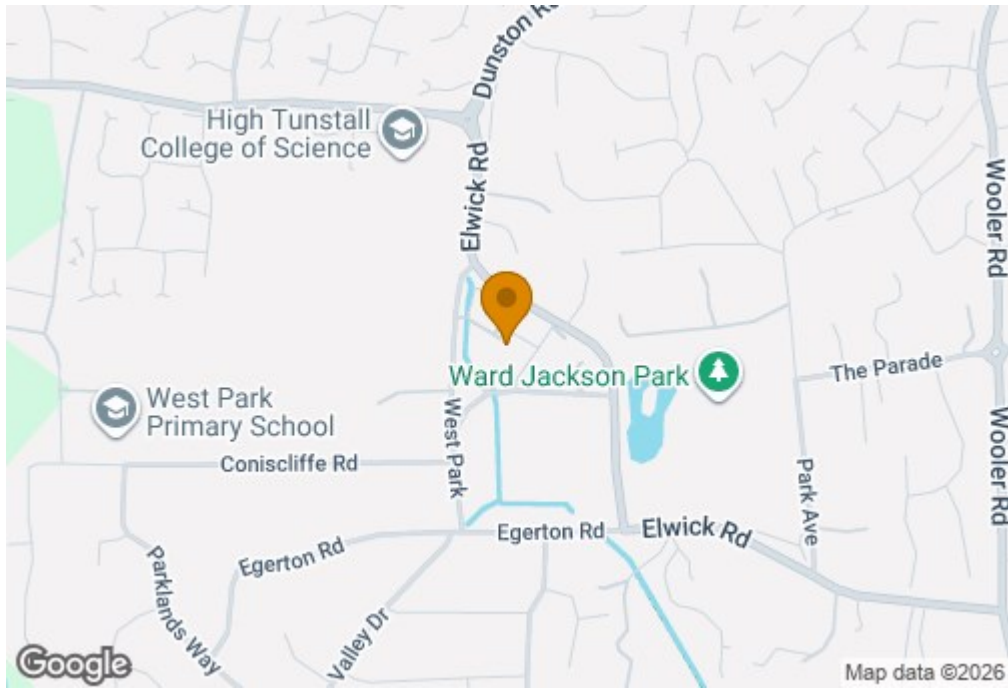 Dunston Rd
High Tunstall
College of Science
Elwick Rd
Wooler Rd
Ward Jackson Park
The Parade
West Park
Primary School
West Park
Coniscliffe Rd
Wooler Rd
Park Ave
Egerton Rd
Elwick Rd
Egerton Rd
Parklands Way
Valley Dr
Google
Map data ©2026